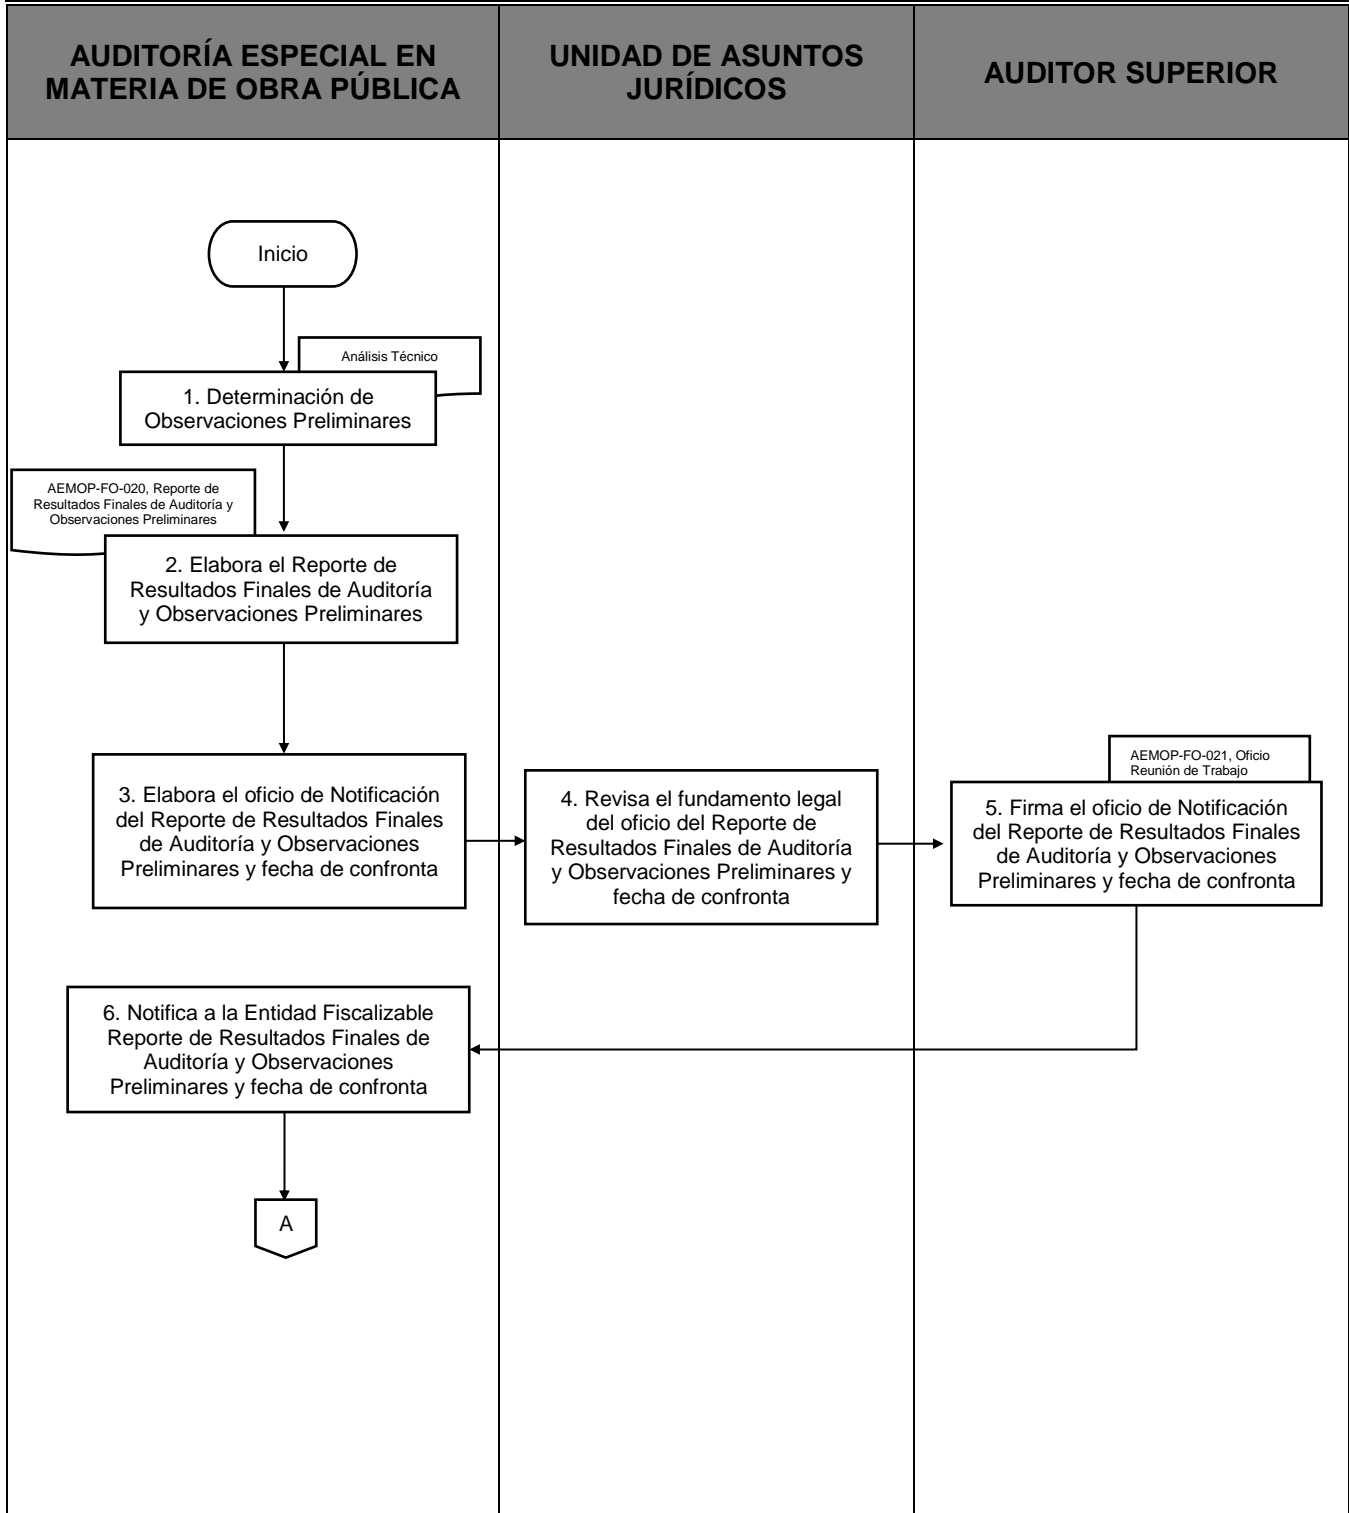 AUDITORÍA ESPECIAL EN
MATERIA DE OBRA PÚBLICA
UNIDAD DE ASUNTOS
JURÍDICOS
AUDITOR SUPERIOR
Inicio
Análisis Técnico
1. Determinación de
Observaciones Preliminares
AEMOP-FO-020, Reporte de
Resultados Finales de Auditoría y
Observaciones Preliminares
2. Elabora el Reporte de
Resultados Finales de Auditoría
y Observaciones Preliminares
3. Elabora el oficio de Notificación
del Reporte de Resultados Finales
de Auditoría y Observaciones
Preliminares y fecha de confronta
4. Revisa el fundamento legal
del oficio del Reporte de
Resultados Finales de Auditoría
y Observaciones Preliminares y
fecha de confronta
AEMOP-FO-021, Oficio
Reunión de Trabajo
5. Firma el oficio de Notificación
del Reporte de Resultados Finales
de Auditoría y Observaciones
Preliminares y fecha de confronta
6. Notifica a la Entidad Fiscalizable
Reporte de Resultados Finales de
Auditoría y Observaciones
Preliminares y fecha de confronta
A